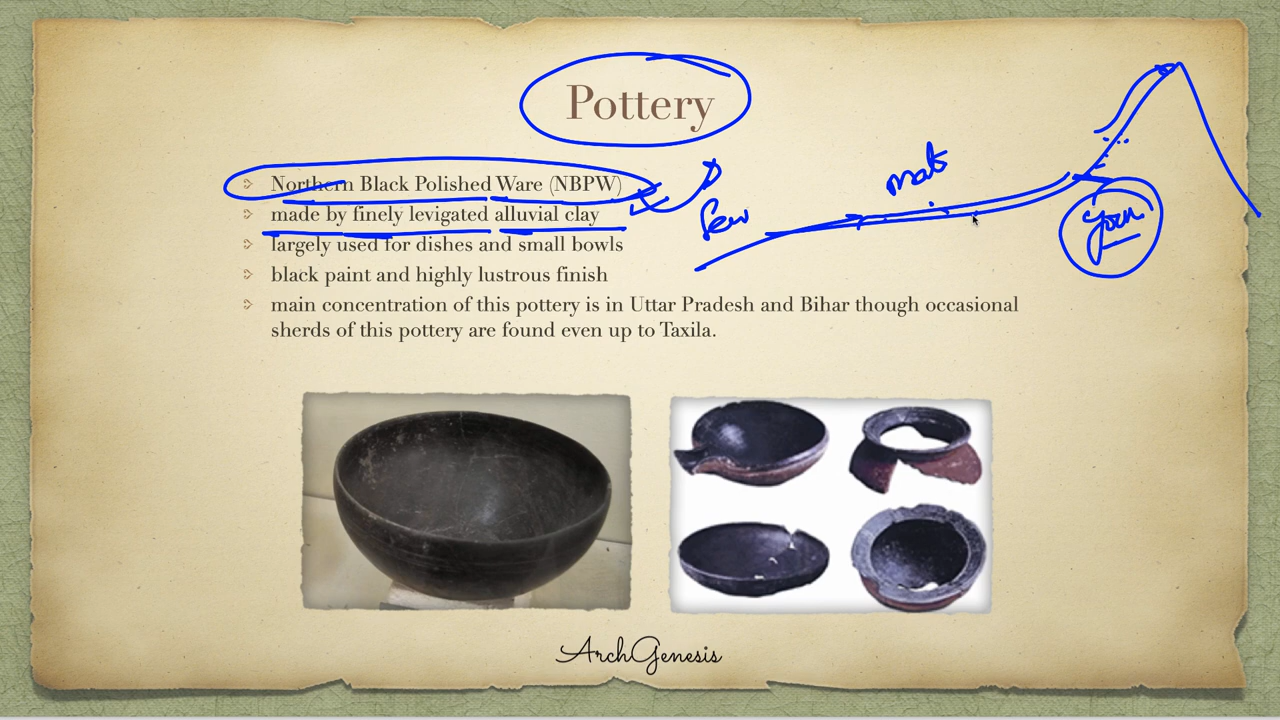 Pottery
Northern Black Polished Ware (NBPW)
made by finely levigated alluvial clay
largely used for dishes and small bowls
black paint and highly lustrous finish
main concentration of this pottery is in Uttar Pradesh and Bihar though occasional
sherds of this pottery are found even up to Taxila.
ArchGenesis